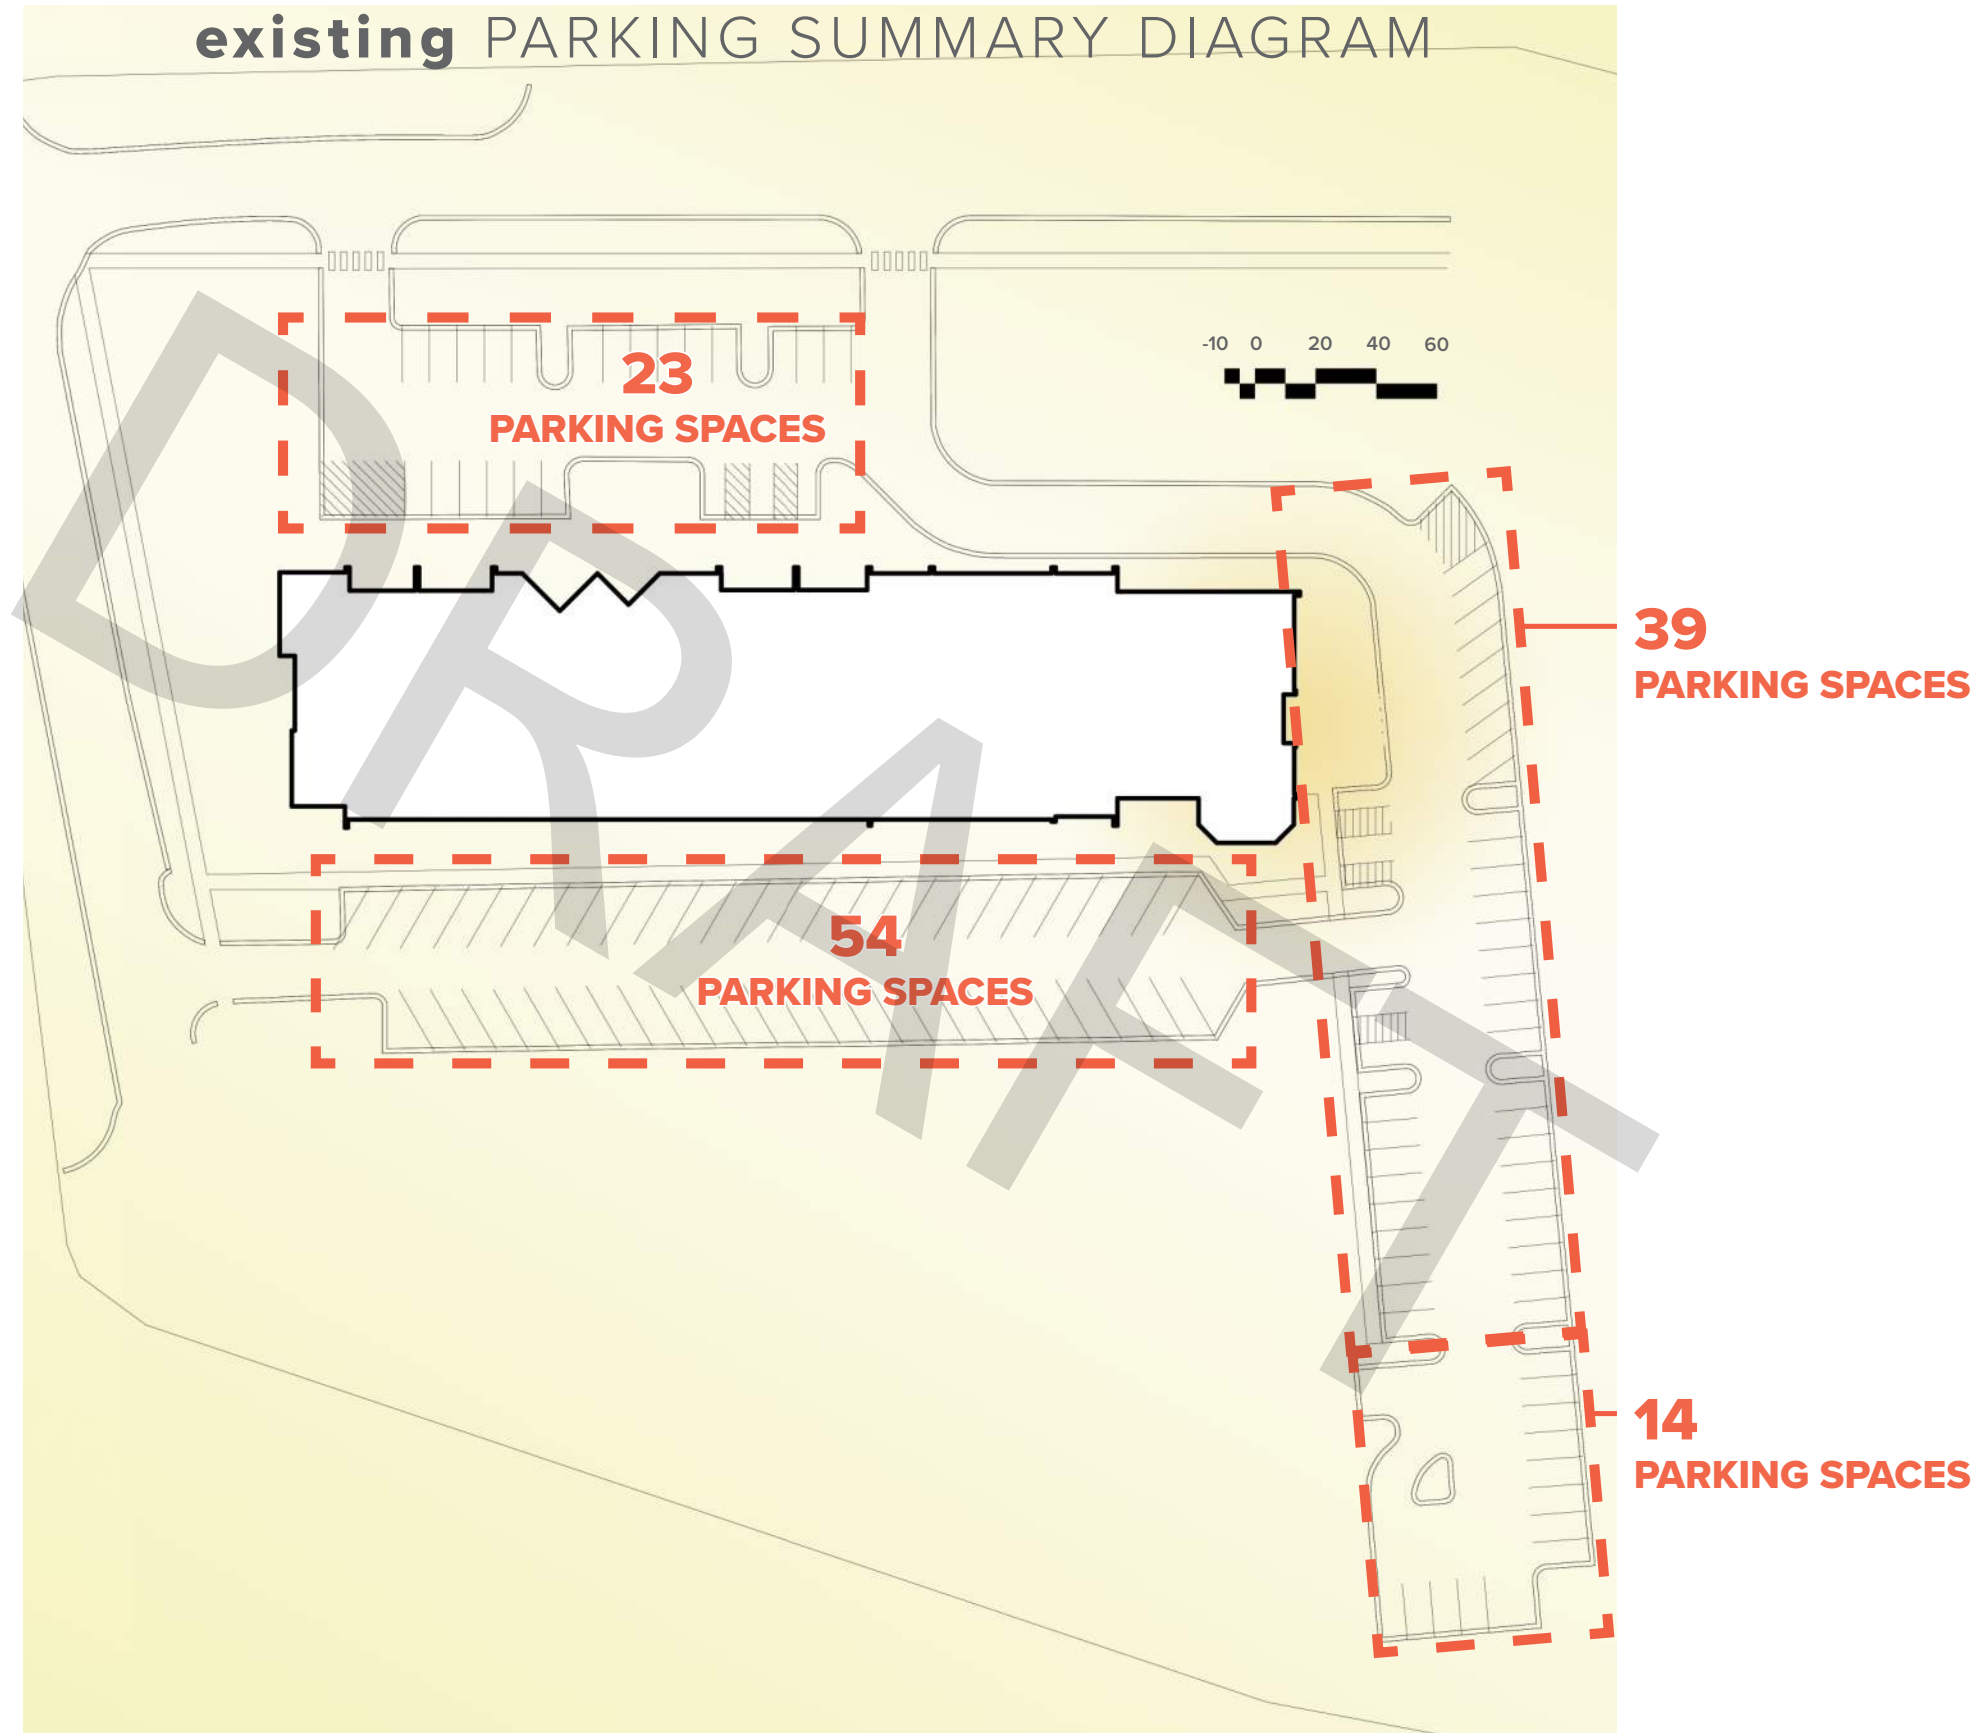 existing PARKING SUMMARY DIAGRAM
23
PARKING SPACES
-10 0 20 40 60
39
PARKING SPACES
54
PARKING SPACES
14
PARKING SPACES
DRAFT